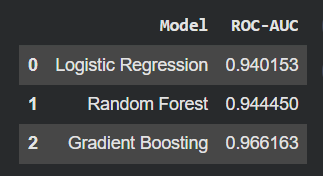 Model ROC-AUC
0 Logistic Regression 0.940153
1 Random Forest 0.944450
2 Gradient Boosting 0.966163